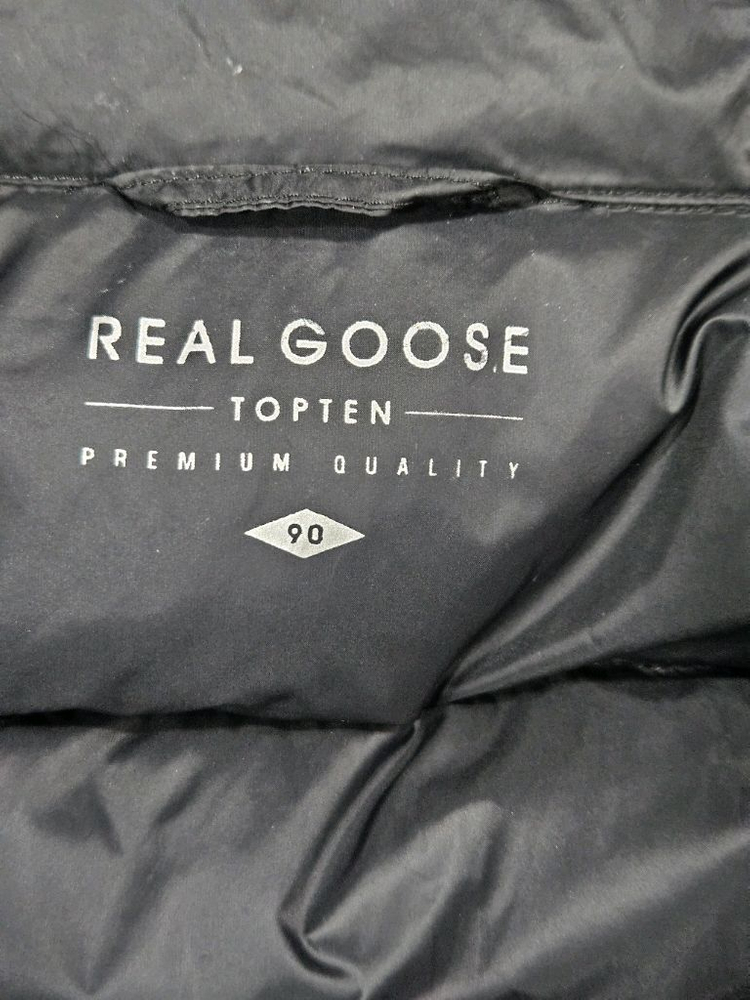 REAL GOOSE
TOPTEN
PREMIUM QUALITY
90